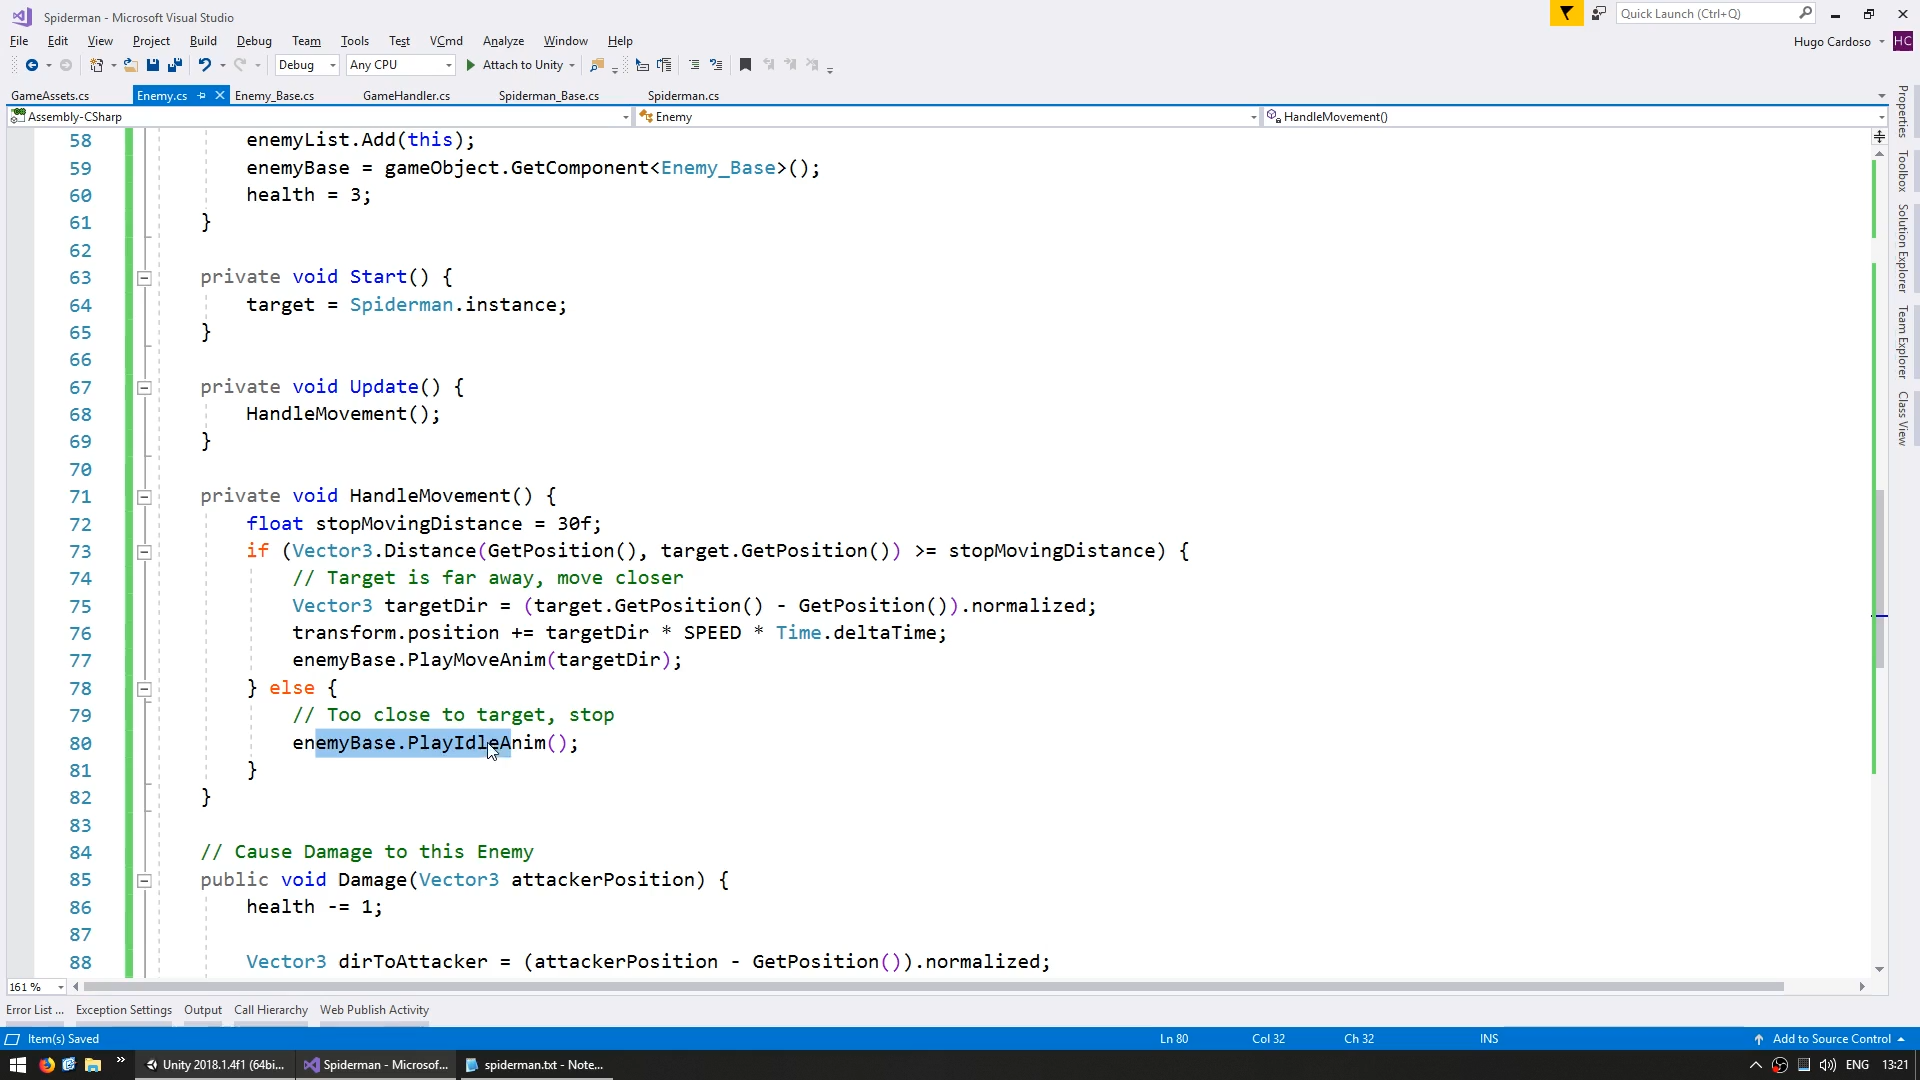 Spiderman - Microsoft Visual Studio
Quick Launch (Ctrl+Q)
File Edit View Project Build Debug Team Tools Test VCmd Analyze Window Help
Hugo Cardoso HC
Debug Any CPU Attach to Unity
GameAssets.cs Enemy.cs Enemy_Base.cs GameHandler.cs Spiderman_Base.cs Spiderman.cs
Assembly-CSharp Enemy HandleMovement()
58 enemyList.Add(this);
59 enemyBase = gameObject.GetComponent<Enemy_Base>();
60 health = 3;
61 }
62
63 private void Start() {
64 target = Spiderman.instance;
65 }
66
67 private void Update() {
68 HandleMovement();
69 }
70
71 private void HandleMovement() {
72 float stopMovingDistance = 30f;
73 if (Vector3.Distance(GetPosition(), target.GetPosition()) >= stopMovingDistance) {
74 // Target is far away, move closer
75 Vector3 targetDir = (target.GetPosition() - GetPosition()).normalized;
76 transform.position += targetDir * SPEED * Time.deltaTime;
77 enemyBase.PlayMoveAnim(targetDir);
78 } else {
79 // Too close to target, stop
80 enemyBase.PlayIdleAnim();
81 }
82 }
83
84 // Cause Damage to this Enemy
85 public void Damage(Vector3 attackerPosition) {
86 health -= 1;
87
88 Vector3 dirToAttacker = (attackerPosition - GetPosition()).normalized;
Properties
Toolbox
Solution Explorer
Team Explorer
Class View
161 %
Error List ... Exception Settings Output Call Hierarchy Web Publish Activity
Item(s) Saved Ln 80 Col 32 Ch 32 INS Add to Source Control
Unity 2018.1.4f1 (64bi... Spiderman - Microsof... spiderman.txt - Note... ENG 13:21